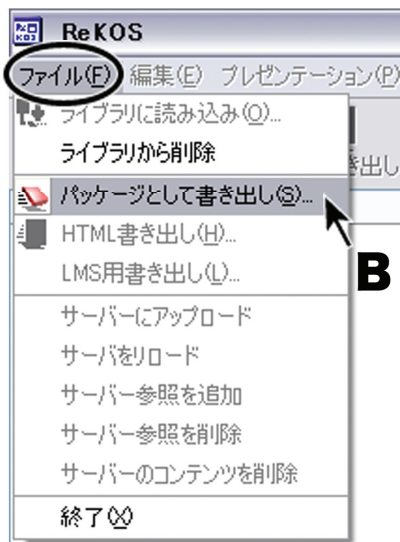 ReKOS
ファイル(F) 編集(E) プレゼンテーション(P)
ライブラリに読み込み(O)...
ライブラリから削除
き出し
パッケージとして書き出し(S)...
HTML書き出し(H)...
B
LMS用書き出し(L)...
サーバーにアップロード
サーバをリロード
サーバー参照を追加
サーバー参照を削除
サーバーのコンテンツを削除
終了(X)